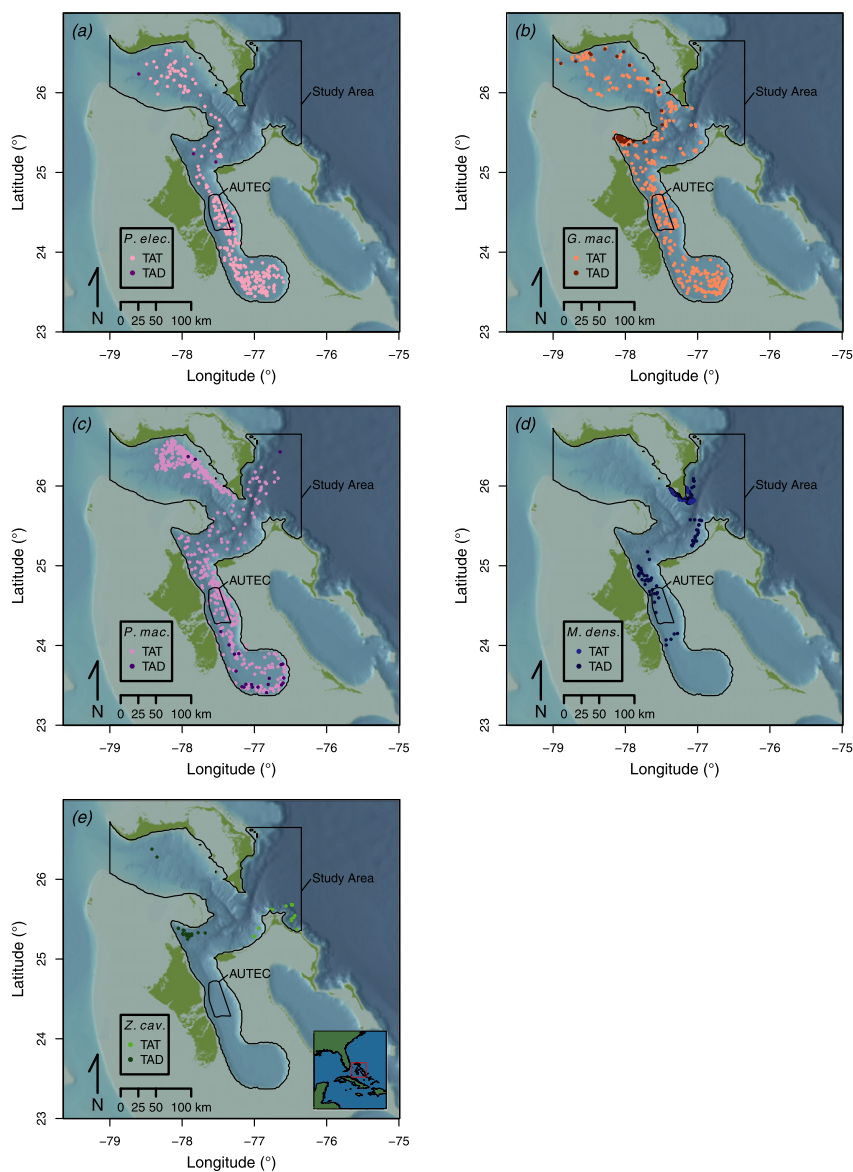 (a)
Study Area
AUTEC
P. elec.
TAT
TAD
N
0 25 50 100 km
Latitude (°)
26
25
24
23
−79 −78 −77 −76 −75
Longitude (°)
(b)
Study Area
AUTEC
G. mac.
TAT
TAD
N
0 25 50 100 km
Latitude (°)
26
25
24
23
−79 −78 −77 −76 −75
Longitude (°)
(c)
Study Area
AUTEC
P. mac.
TAT
TAD
N
0 25 50 100 km
Latitude (°)
26
25
24
23
−79 −78 −77 −76 −75
Longitude (°)
(d)
Study Area
AUTEC
M. dens.
TAT
TAD
N
0 25 50 100 km
Latitude (°)
26
25
24
23
−79 −78 −77 −76 −75
Longitude (°)
(e)
Study Area
AUTEC
Z. cav.
TAT
TAD
N
0 25 50 100 km
Latitude (°)
26
25
24
23
−79 −78 −77 −76 −75
Longitude (°)